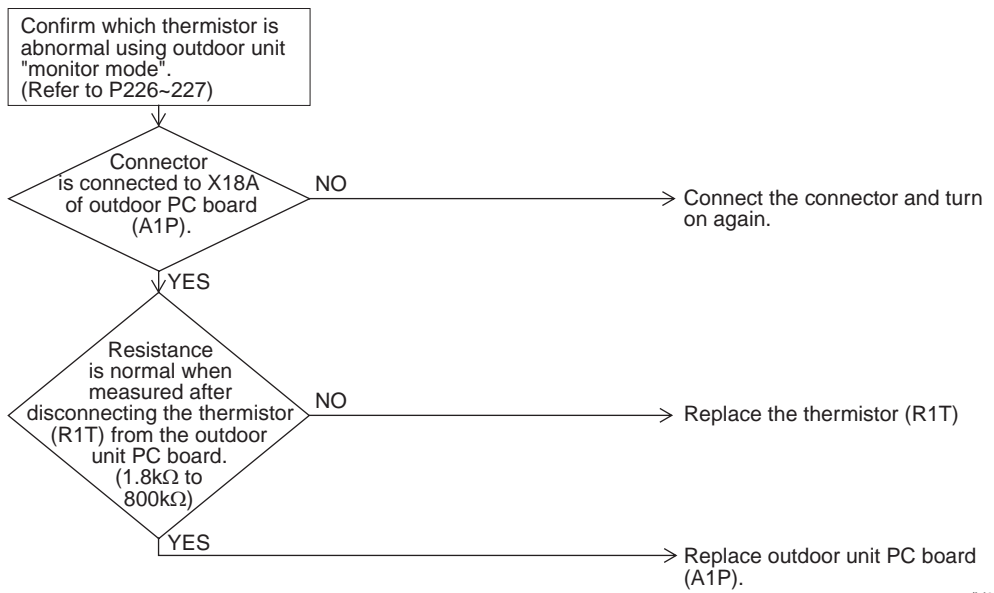 Confirm which thermistor is
abnormal using outdoor unit
"monitor mode".
(Refer to P226~227)
Connector
is connected to X18A
of outdoor PC board
(A1P).
NO
Connect the connector and turn
on again.
YES
Resistance
is normal when
measured after
disconnecting the thermistor
(R1T) from the outdoor
unit PC board.
(1.8kΩ to
800kΩ)
NO
Replace the thermistor (R1T)
YES
Replace outdoor unit PC board
(A1P).